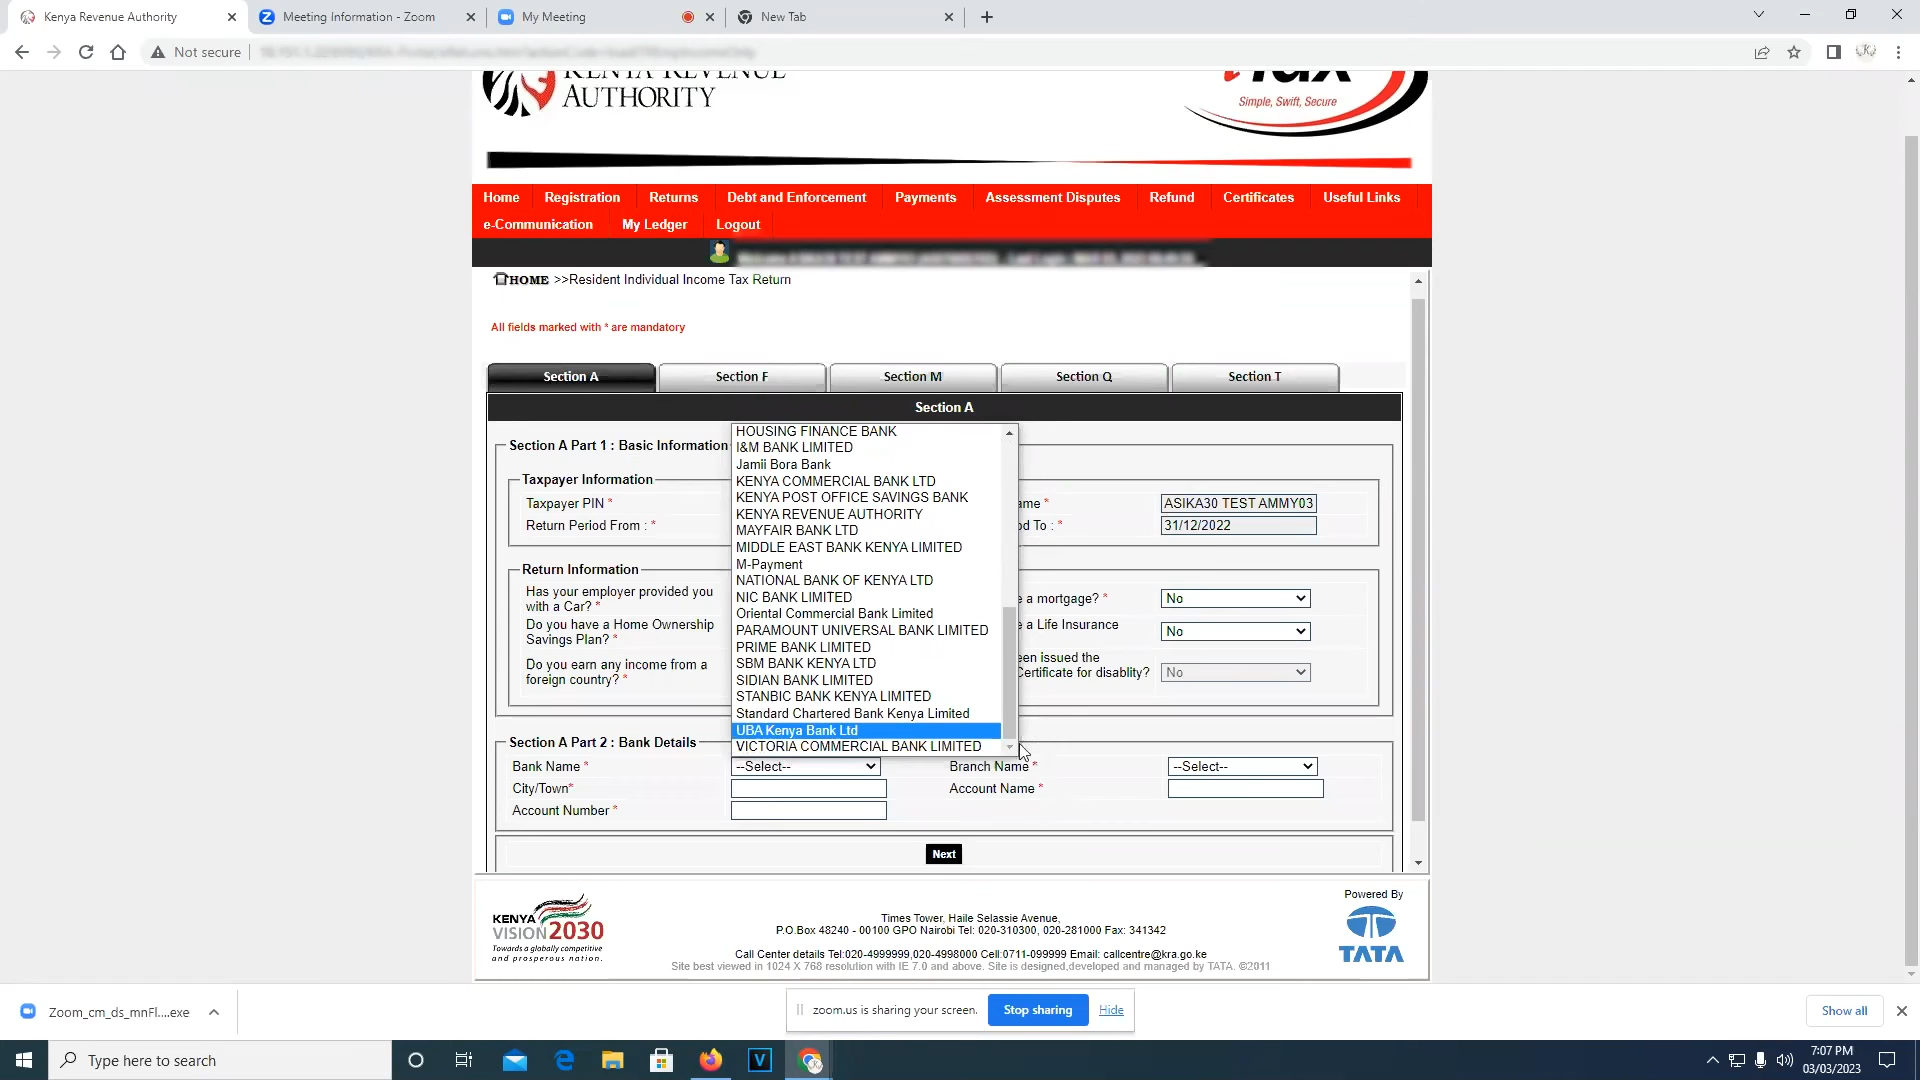 Kenya Revenue Authority
Meeting Information - Zoom
My Meeting
New Tab
Not secure
KENYA REVENUE
AUTHORITY
iTax
Simple, Swift, Secure
Home Registration Returns Debt and Enforcement Payments Assessment Disputes Refund Certificates Useful Links
e-Communication My Ledger Logout
HOME >>Resident Individual Income Tax Return
All fields marked with * are mandatory
Section A Section F Section M Section Q Section T
Section A
Section A Part 1 : Basic Information
Taxpayer Information
Taxpayer PIN *
ame * ASIKA30 TEST AMMY03
Return Period From : *
od To : * 31/12/2022
Return Information
Has your employer provided you
with a Car? *
e a mortgage? * No
Do you have a Home Ownership
Savings Plan? *
e a Life Insurance No
Do you earn any income from a
foreign country? *
een issued the
Certificate for disablity? No
HOUSING FINANCE BANK
I&M BANK LIMITED
Jamii Bora Bank
KENYA COMMERCIAL BANK LTD
KENYA POST OFFICE SAVINGS BANK
KENYA REVENUE AUTHORITY
MAYFAIR BANK LTD
MIDDLE EAST BANK KENYA LIMITED
M-Payment
NATIONAL BANK OF KENYA LTD
NIC BANK LIMITED
Oriental Commercial Bank Limited
PARAMOUNT UNIVERSAL BANK LIMITED
PRIME BANK LIMITED
SBM BANK KENYA LTD
SIDIAN BANK LIMITED
STANBIC BANK KENYA LIMITED
Standard Chartered Bank Kenya Limited
UBA Kenya Bank Ltd
VICTORIA COMMERCIAL BANK LIMITED
Section A Part 2 : Bank Details
Bank Name * --Select-- Branch Name * --Select--
City/Town* Account Name *
Account Number *
Next
KENYA
VISION 2030
Towards a globally competitive
and prosperous nation.
Times Tower, Haile Selassie Avenue,
P.O.Box 48240 - 00100 GPO Nairobi Tel: 020-310300, 020-281000 Fax: 341342
Call Center details Tel:020-4999999,020-4998000 Cell:0711-099999 Email: callcentre@kra.go.ke
Site best viewed in 1024 X 768 resolution with IE 7.0 and above. Site is designed,developed and managed by TATA. ©2011
Powered By
TATA
Zoom_cm_ds_mnFl....exe
zoom.us is sharing your screen. Stop sharing Hide
Show all
Type here to search
7:07 PM
03/03/2023